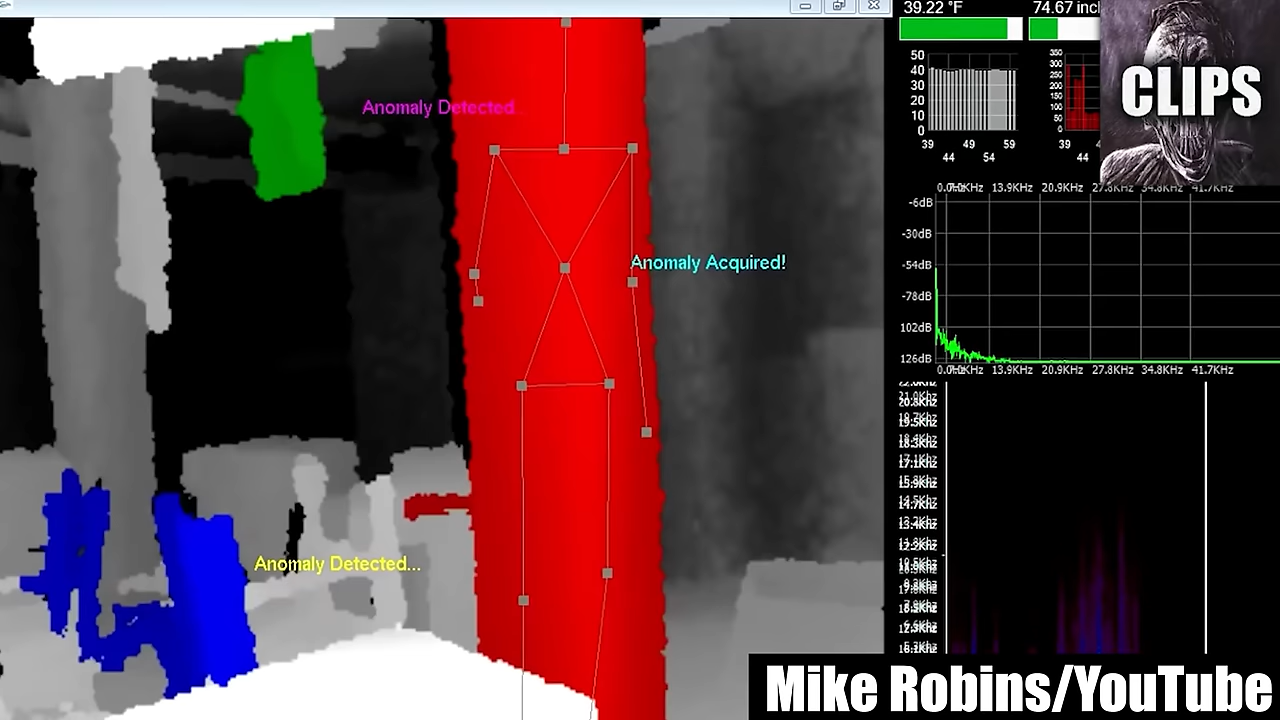 39.22 °F
74.67 incl
CLIPS
Anomaly Detected..
Anomaly Acquired!
Anomaly Detected...
50
40
30
20
10
0
39
44
49
54
59
350
300
250
200
150
100
50
0
39
44
13.9KHz
20.9KHz
27.8KHz
34.8KHz
41.7KHz
-6dB
-30dB
-54dB
-78dB
102dB
126dB
13.9KHz
20.9KHz
27.8KHz
34.8KHz
41.7KHz
Mike Robins/YouTube